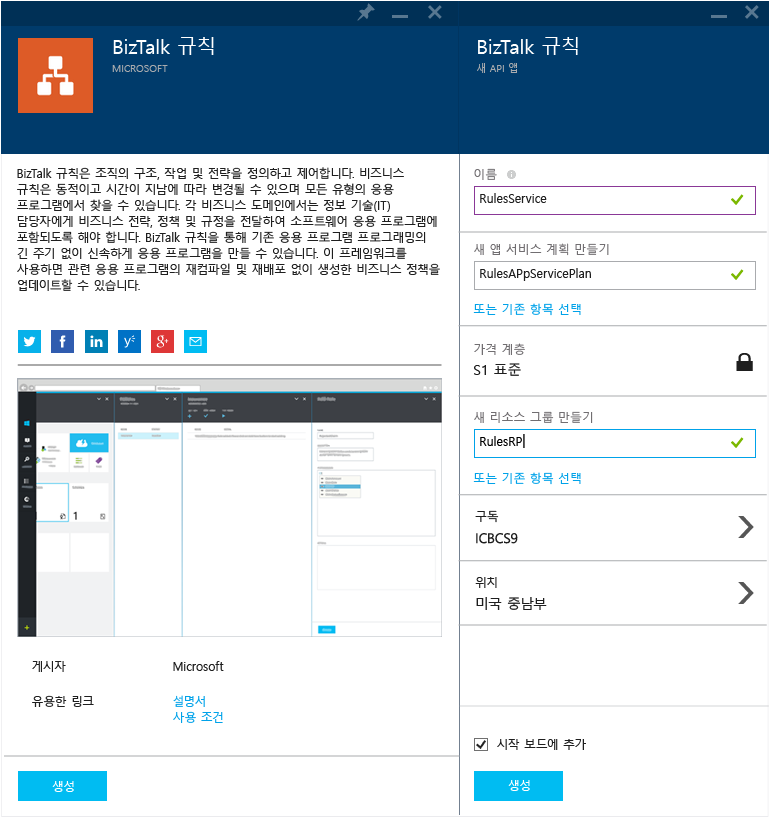 BizTalk 규칙
MICROSOFT
BizTalk 규칙은 조직의 구조, 작업 및 전략을 정의하고 제어합니다. 비즈니스
규칙은 동적이고 시간이 지남에 따라 변경될 수 있으며 모든 유형의 응용
프로그램에서 찾을 수 있습니다. 각 비즈니스 도메인에서는 정보 기술(IT)
담당자에게 비즈니스 전략, 정책 및 규정을 전달하여 소프트웨어 응용 프로그램에
포함되도록 해야 합니다. BizTalk 규칙을 통해 기존 응용 프로그램 프로그래밍의
긴 주기 없이 신속하게 응용 프로그램을 만들 수 있습니다. 이 프레임워크를
사용하면 관련 응용 프로그램의 재컴파일 및 재배포 없이 생성한 비즈니스 정책을
업데이트할 수 있습니다.
게시자 Microsoft
유용한 링크 설명서
사용 조건
생성
BizTalk 규칙
새 API 앱
이름
RulesService
새 앱 서비스 계획 만들기
RulesAPpServicePlan
또는 기존 항목 선택
가격 계층
S1 표준
새 리소스 그룹 만들기
RulesRP
또는 기존 항목 선택
구독
ICBCS9
위치
미국 중남부
시작 보드에 추가
생성